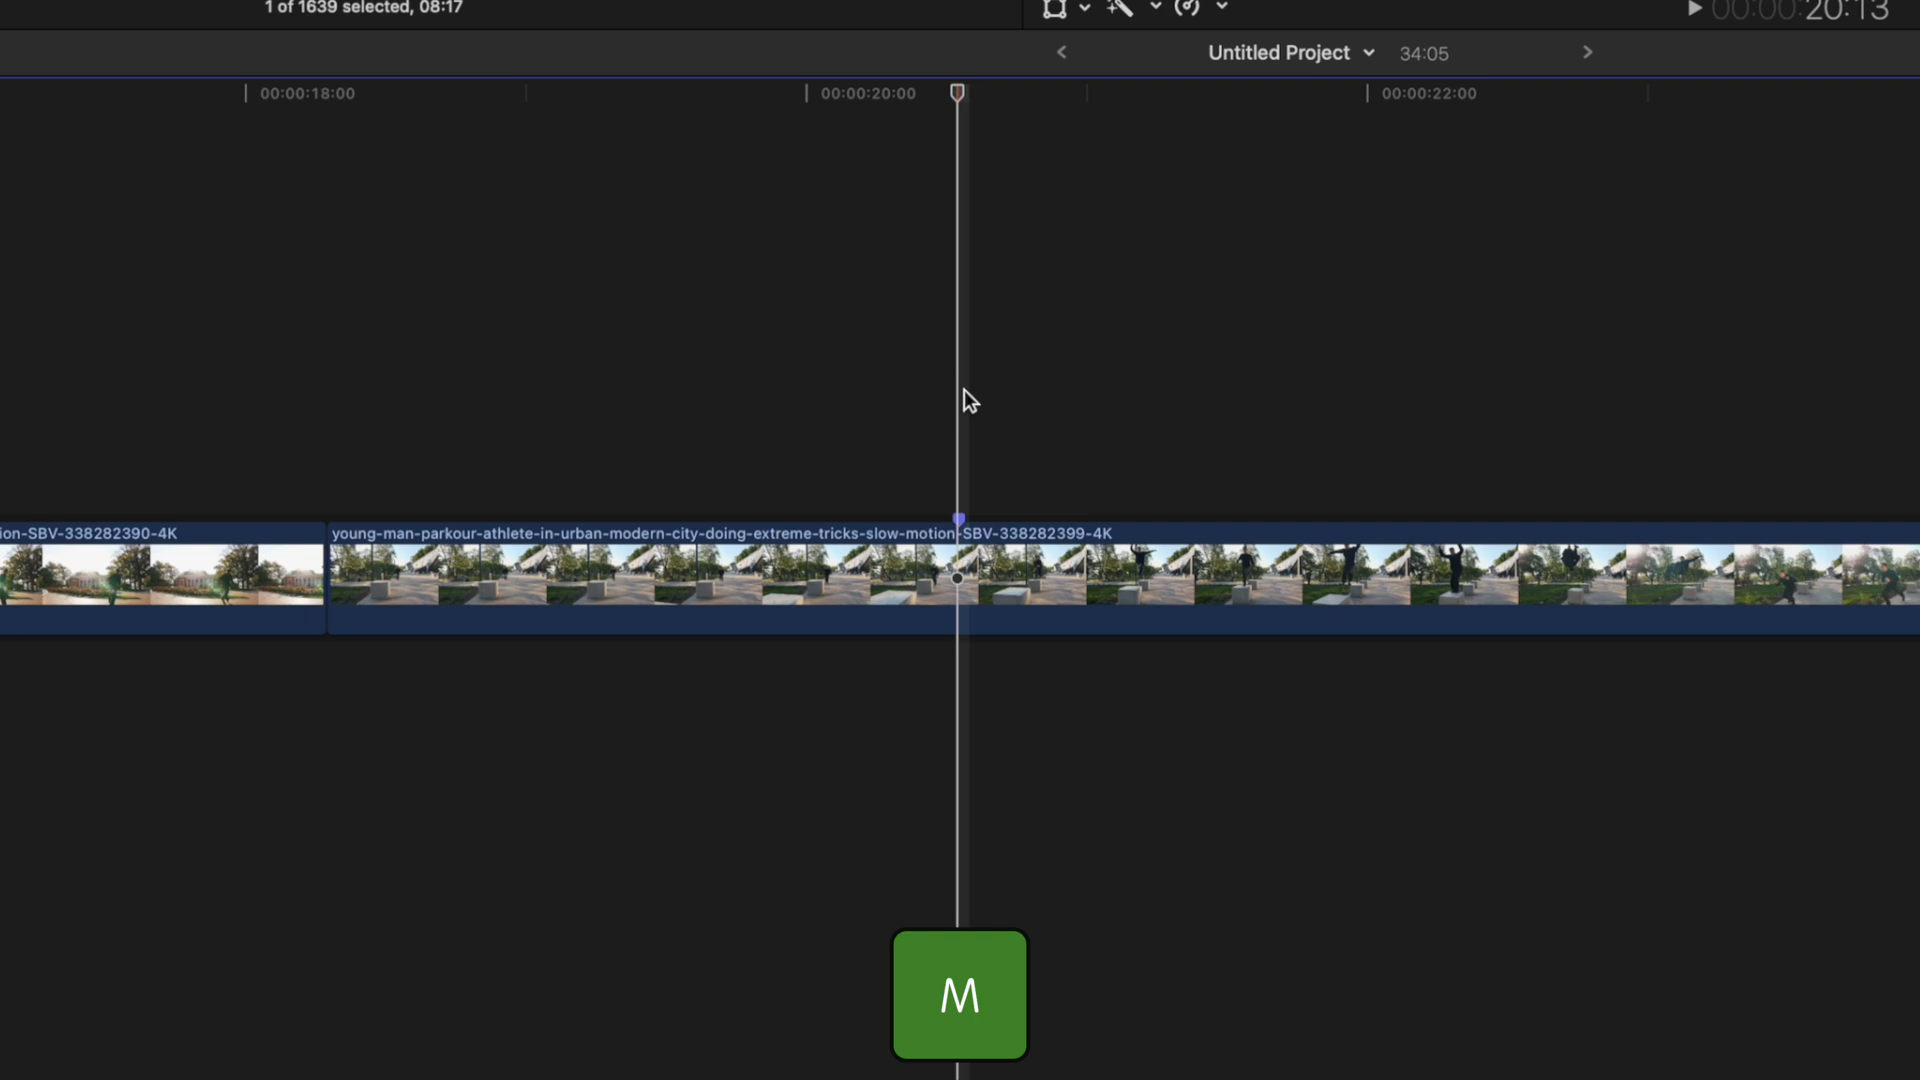 1 of 1639 selected, 08:17
00:00:20:13
Untitled Project 34:05
00:00:18:00 00:00:20:00 00:00:22:00
ion-SBV-338282390-4K
young-man-parkour-athlete-in-urban-modern-city-doing-extreme-tricks-slow-motion-SBV-338282399-4K
M